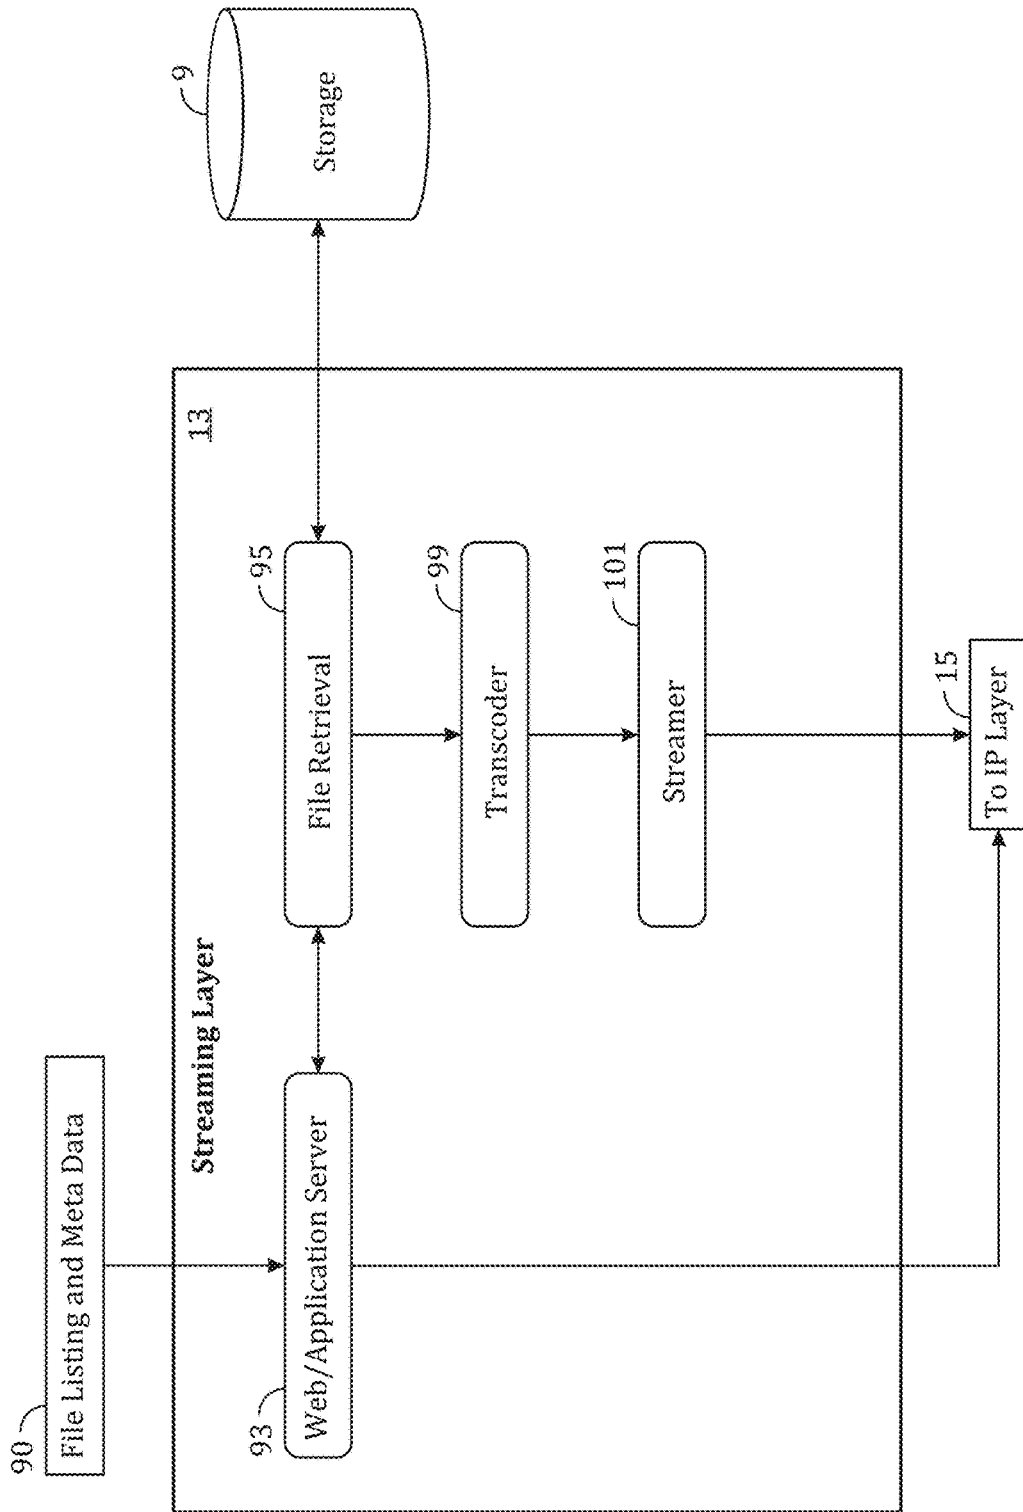 90
File Listing and Meta Data
Streaming Layer
13
93
Web/Application Server
95
File Retrieval
9
Storage
99
Transcoder
101
Streamer
15
To IP Layer